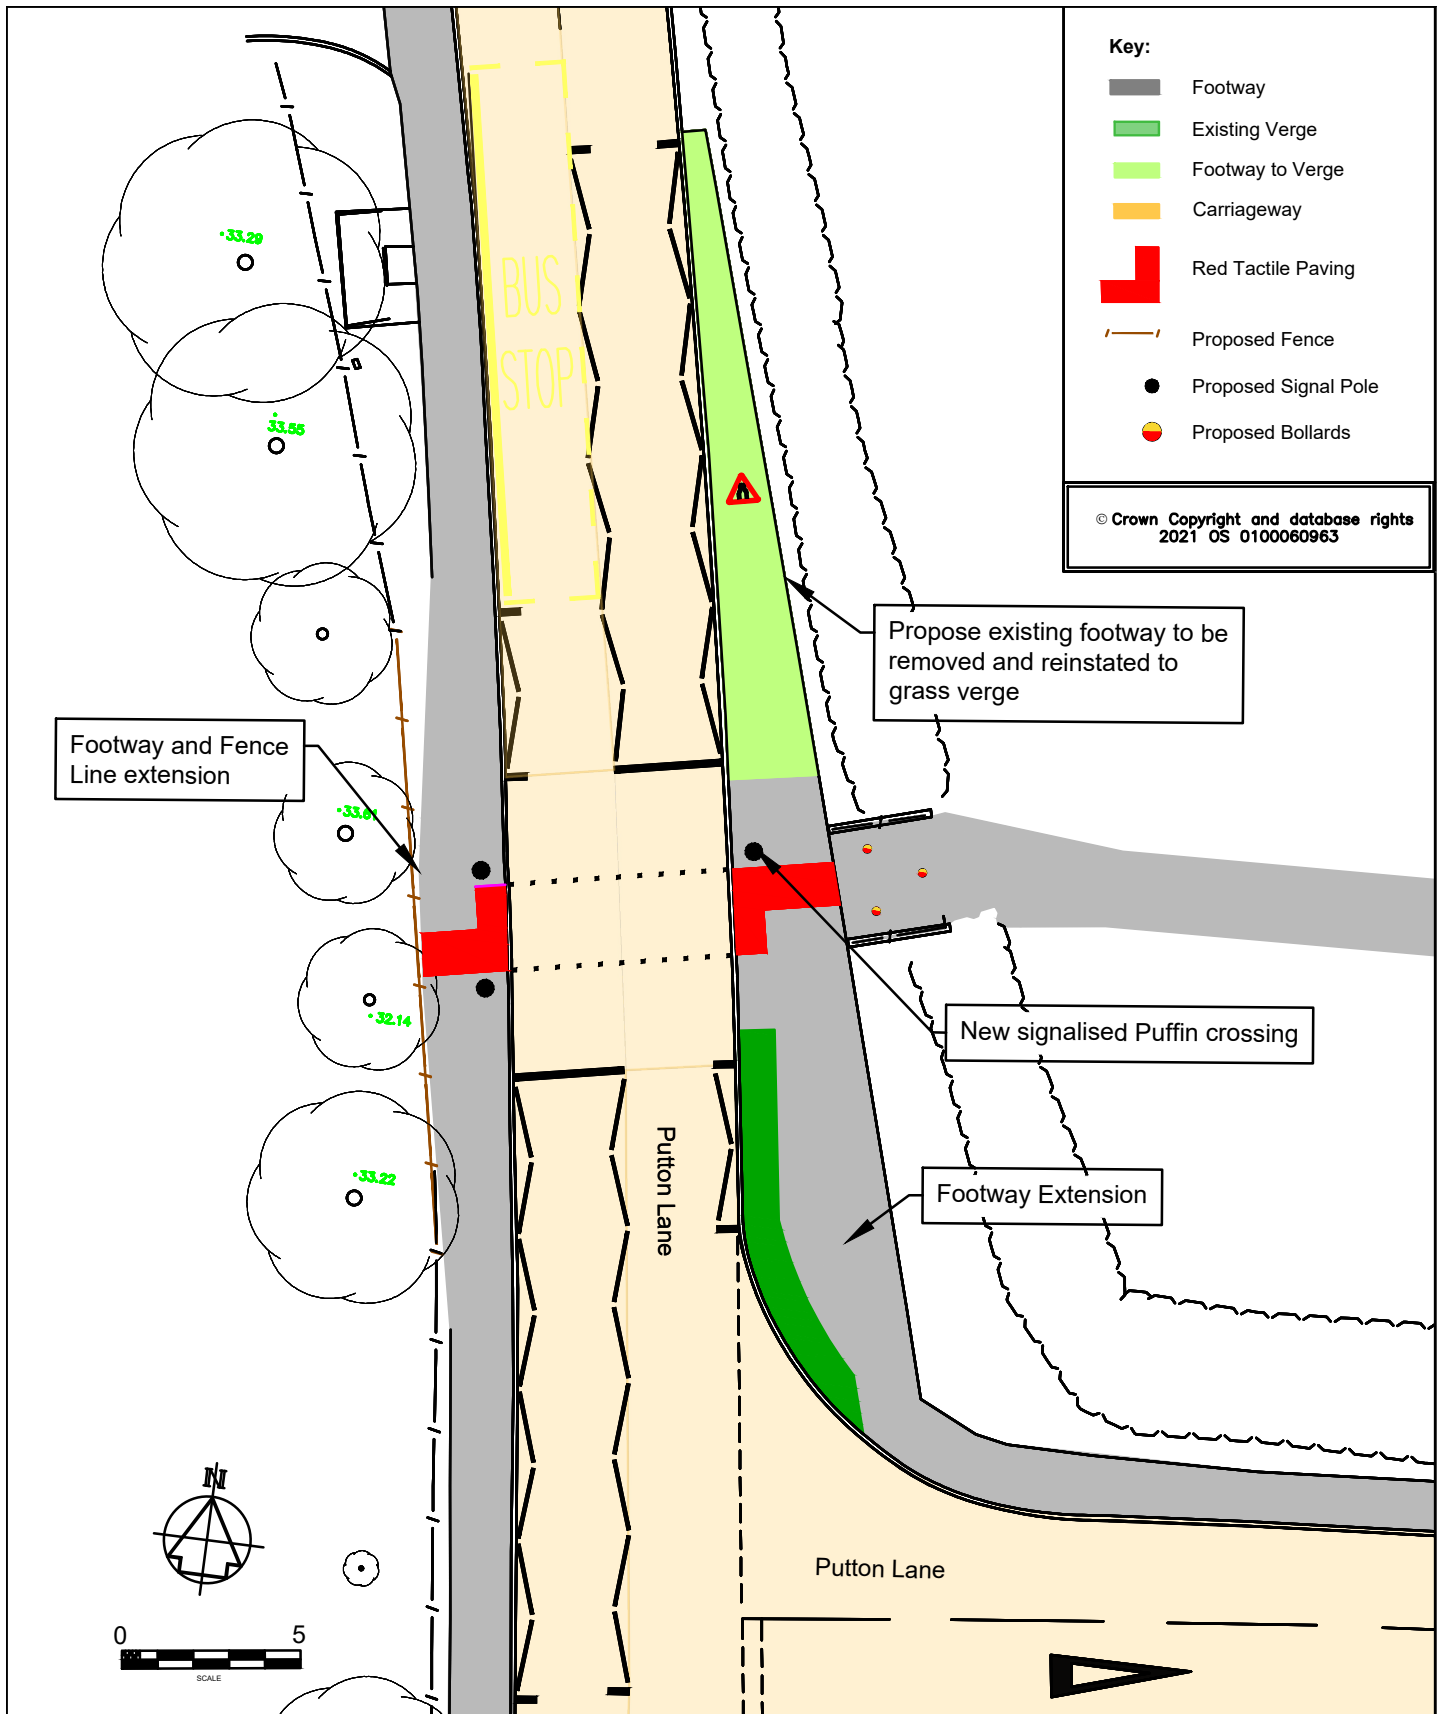 Key:
Footway
Existing Verge
Footway to Verge
Carriageway
Red Tactile Paving
Proposed Fence
Proposed Signal Pole
Proposed Bollards
© Crown Copyright and database rights
2021 OS 0100060963
33.29
BUS
STOP
33.55
Propose existing footway to be
removed and reinstated to
grass verge
Footway and Fence
Line extension
33.61
32.14
New signalised Puffin crossing
Putton Lane
33.22
Footway Extension
N
Putton Lane
0 5
SCALE